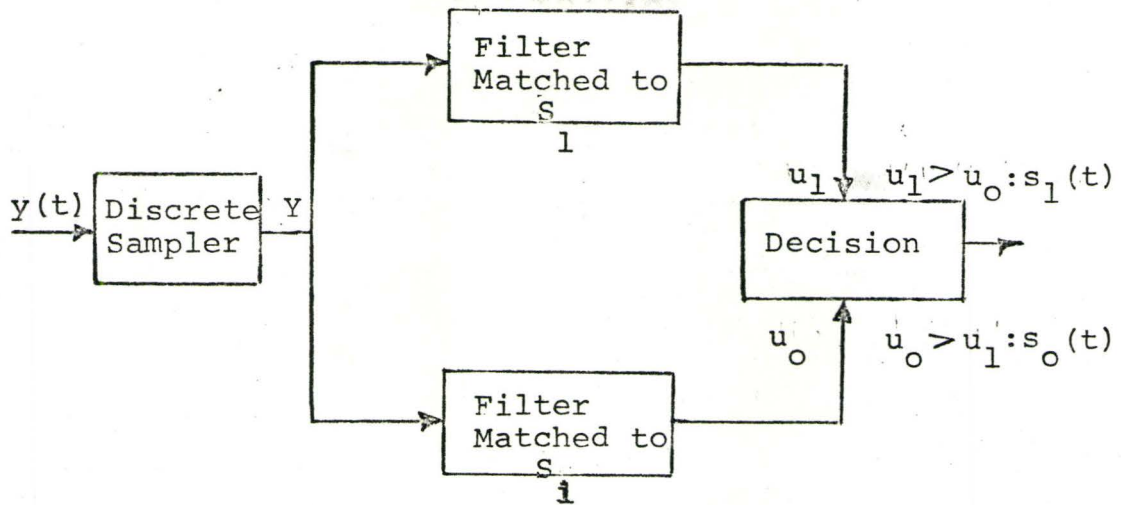 Filter
Matched to
S
1
y(t)
Discrete
Sampler
Y
u1
u1>uo:s1(t)
Decision
uo
uo>u1:so(t)
Filter
Matched to
S
i